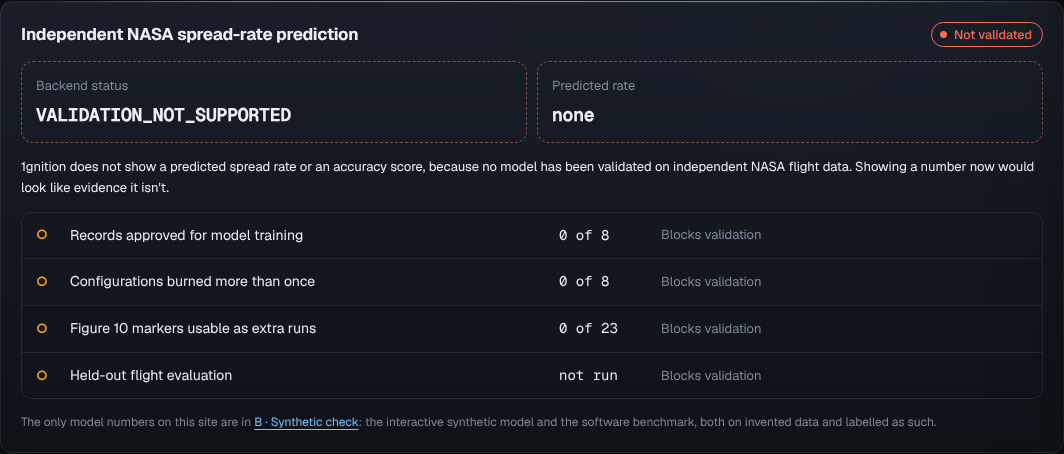 Independent NASA spread-rate prediction
Not validated
Backend status
VALIDATION_NOT_SUPPORTED
Predicted rate
none
1gnition does not show a predicted spread rate or an accuracy score, because no model has been validated on independent NASA flight data. Showing a number now would
look like evidence it isn't.
Records approved for model training 0 of 8 Blocks validation
Configurations burned more than once 0 of 8 Blocks validation
Figure 10 markers usable as extra runs 0 of 23 Blocks validation
Held-out flight evaluation not run Blocks validation
The only model numbers on this site are in B · Synthetic check: the interactive synthetic model and the software benchmark, both on invented data and labelled as such.